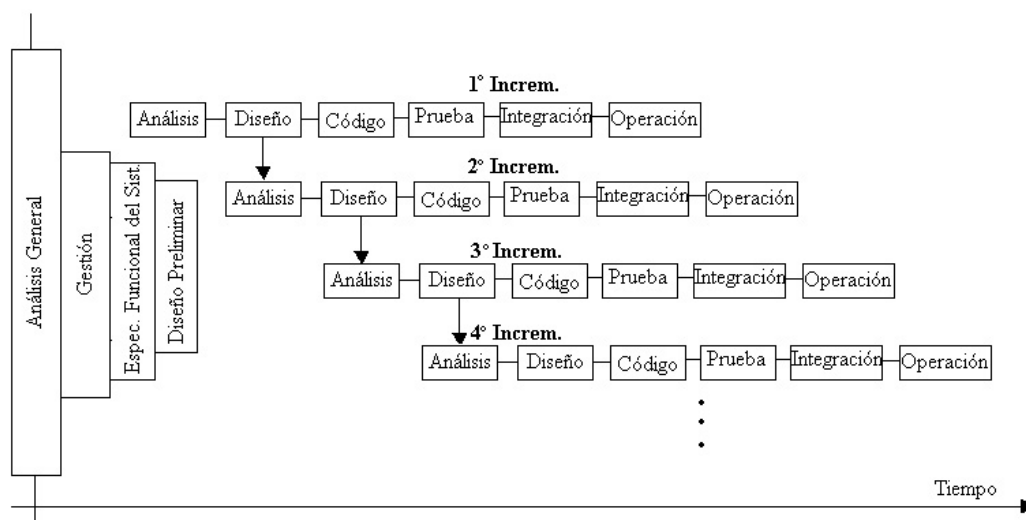 Análisis General
Gestión
Espec. Funcional del Sist.
Diseño Preliminar
1° Increm.
Análisis Diseño Código Prueba Integración Operación
2° Increm.
Análisis Diseño Código Prueba Integración Operación
3° Increm.
Análisis Diseño Código Prueba Integración Operación
4° Increm.
Análisis Diseño Código Prueba Integración Operación
Tiempo